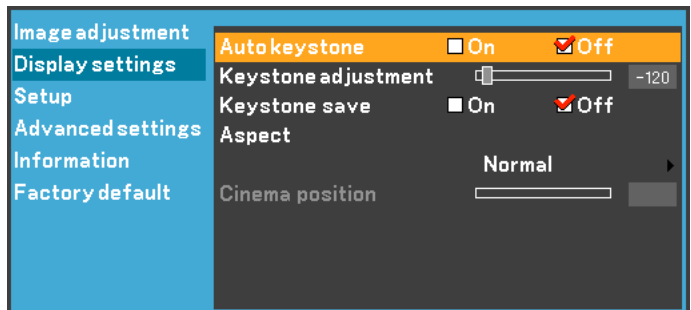 Image adjustment
Display settings
Setup
Advanced settings
Information
Factory default
Auto keystone On Off
Keystone adjustment -120
Keystone save On Off
Aspect
Normal
Cinema position